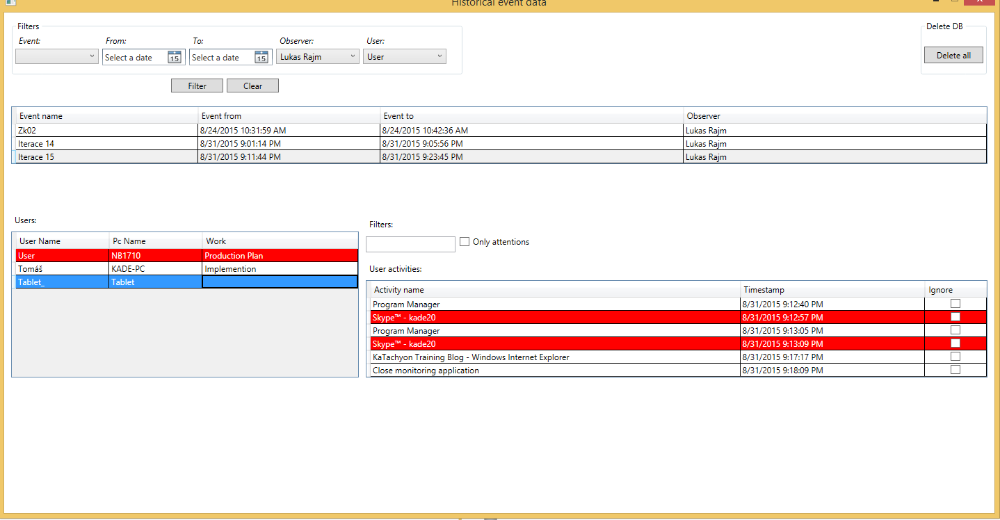 Historical event data
Filters
Delete DB
Event: From: To: Observer: User:
Select a date 15 Select a date 15 Lukas Rajm User
Delete all
Filter Clear
Event name Event from Event to Observer
Zk02 8/24/2015 10:31:59 AM 8/24/2015 10:42:36 AM Lukas Rajm
Iterace 14 8/31/2015 9:01:14 PM 8/31/2015 9:05:56 PM Lukas Rajm
Iterace 15 8/31/2015 9:11:44 PM 8/31/2015 9:23:45 PM Lukas Rajm
Users:
User Name Pc Name Work
User NB1710 Production Plan
Tomáš KADE-PC Implemention
Tablet_ Tablet
Filters:
Only attentions
User activities:
Activity name Timestamp Ignore
Program Manager 8/31/2015 9:12:40 PM
Skype™ - kade20 8/31/2015 9:12:57 PM
Program Manager 8/31/2015 9:13:05 PM
Skype™ - kade20 8/31/2015 9:13:09 PM
KaTachyon Training Blog - Windows Internet Explorer 8/31/2015 9:17:17 PM
Close monitoring application 8/31/2015 9:18:09 PM